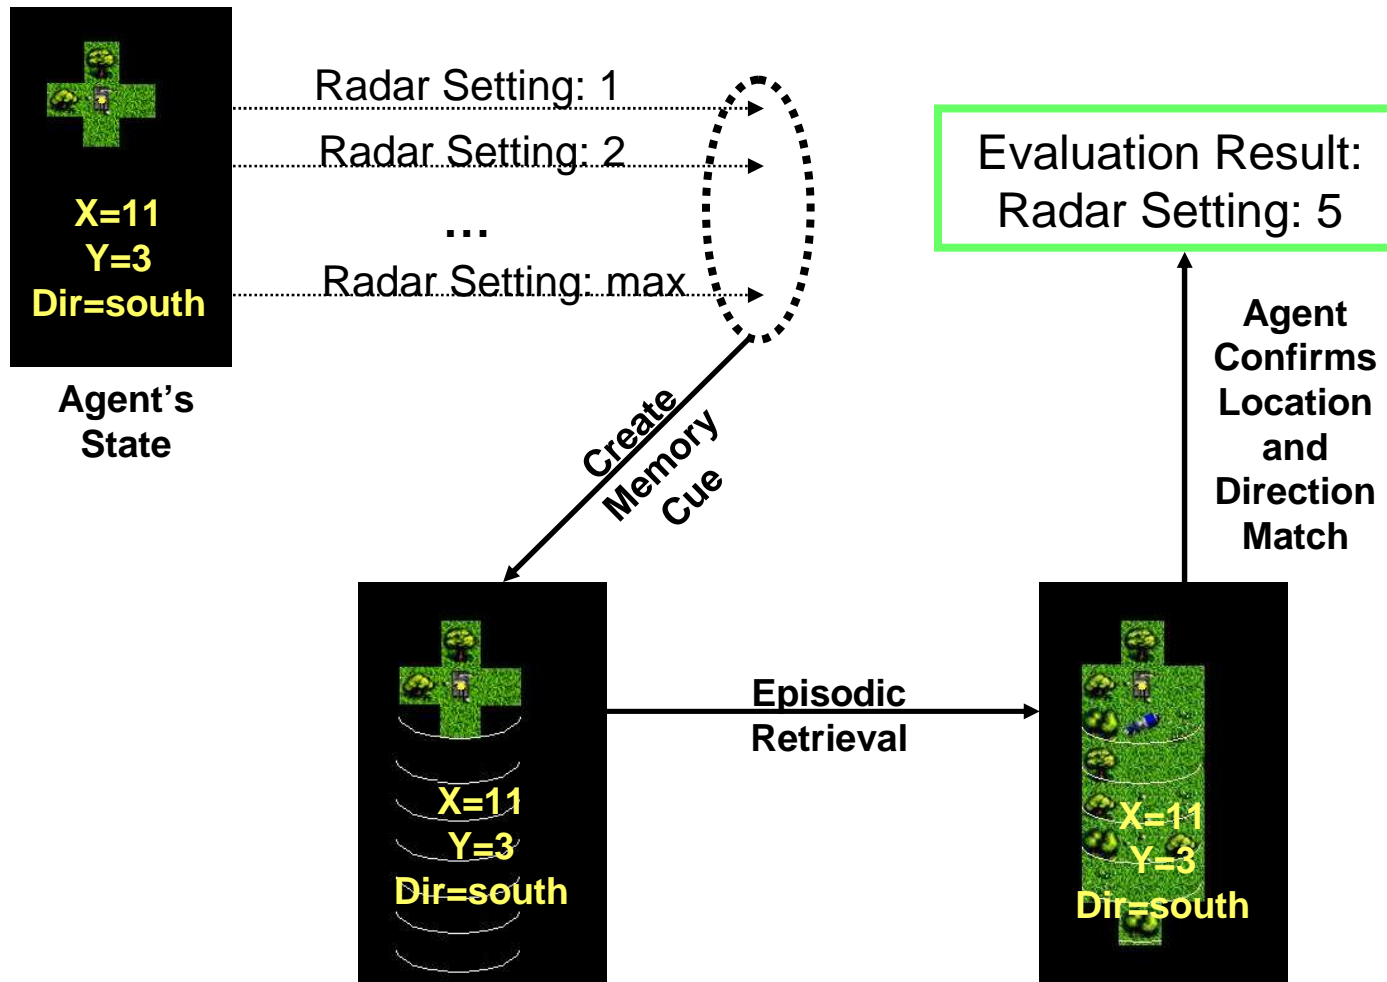 Radar Setting: 1
Radar Setting: 2
...
Radar Setting: max
X=11
Y=3
Dir=south
Agent’s
State
Evaluation Result:
Radar Setting: 5
Agent
Confirms
Location
and
Direction
Match
Create
Memory
Cue
X=11
Y=3
Dir=south
Episodic
Retrieval
X=11
Y=3
Dir=south